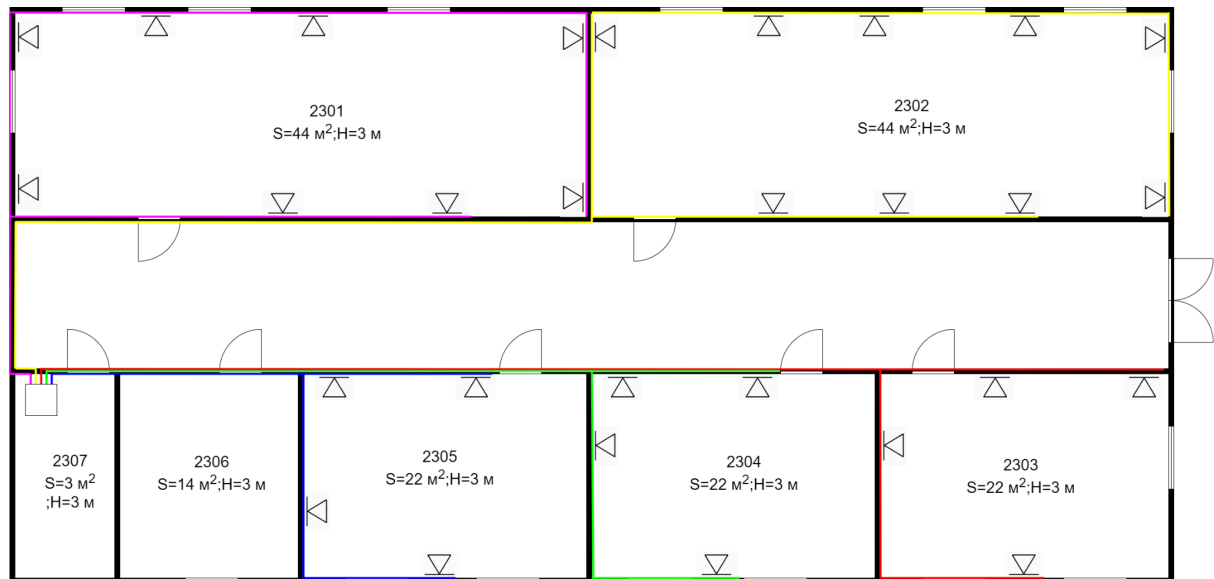 2301
S=44 м²;H=3 м
2302
S=44 м²;H=3 м
2307
S=3 м²
;H=3 м
2306
S=14 м²;H=3 м
2305
S=22 м²;H=3 м
2304
S=22 м²;H=3 м
2303
S=22 м²;H=3 м